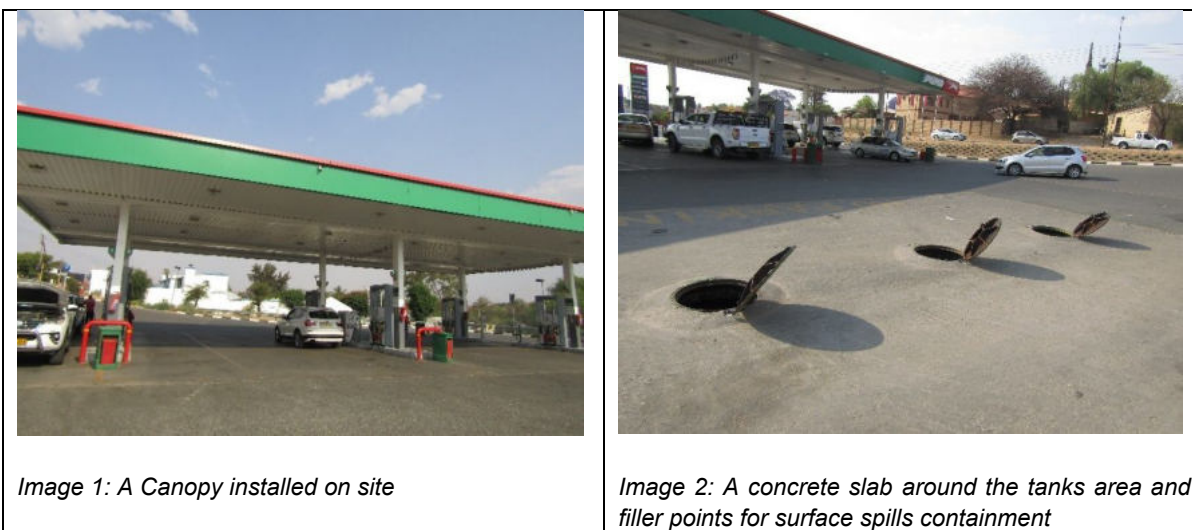 Image 1: A Canopy installed on site
Image 2: A concrete slab around the tanks area and
filler points for surface spills containment